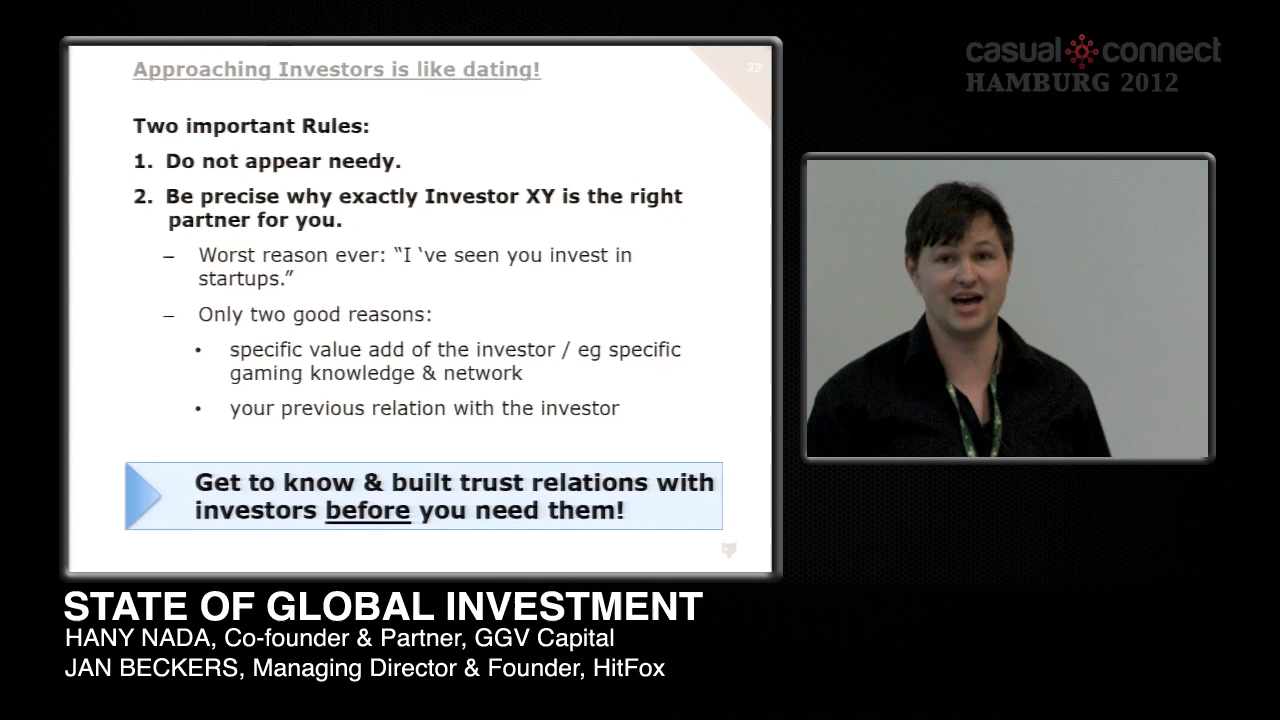 Approaching Investors is like dating!
22
Two important Rules:
1. Do not appear needy.
2. Be precise why exactly Investor XY is the right
partner for you.
– Worst reason ever: “I ‘ve seen you invest in
startups.”
– Only two good reasons:
• specific value add of the investor / eg specific
gaming knowledge & network
• your previous relation with the investor
Get to know & built trust relations with
investors before you need them!
casual connect
HAMBURG 2012
STATE OF GLOBAL INVESTMENT
HANY NADA, Co-founder & Partner, GGV Capital
JAN BECKERS, Managing Director & Founder, HitFox